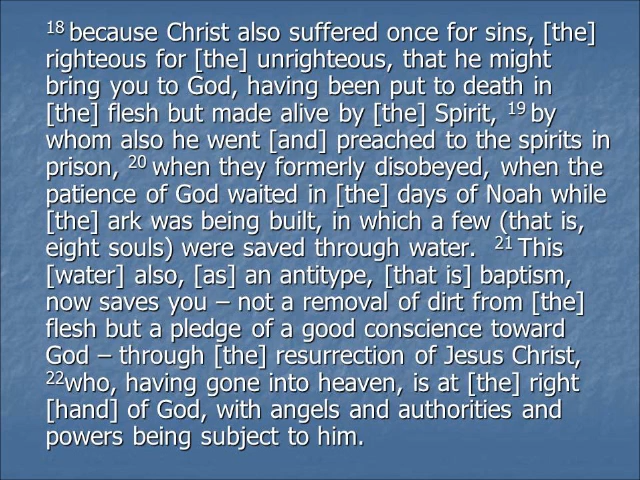 18 because Christ also suffered once for sins, [the]
righteous for [the] unrighteous, that he might
bring you to God, having been put to death in
[the] flesh but made alive by [the] Spirit, 19 by
whom also he went [and] preached to the spirits in
prison, 20 when they formerly disobeyed, when the
patience of God waited in [the] days of Noah while
[the] ark was being built, in which a few (that is,
eight souls) were saved through water.  21 This
[water] also, [as] an antitype, [that is] baptism,
now saves you – not a removal of dirt from [the]
flesh but a pledge of a good conscience toward
God – through [the] resurrection of Jesus Christ,
22who, having gone into heaven, is at [the] right
[hand] of God, with angels and authorities and
powers being subject to him.